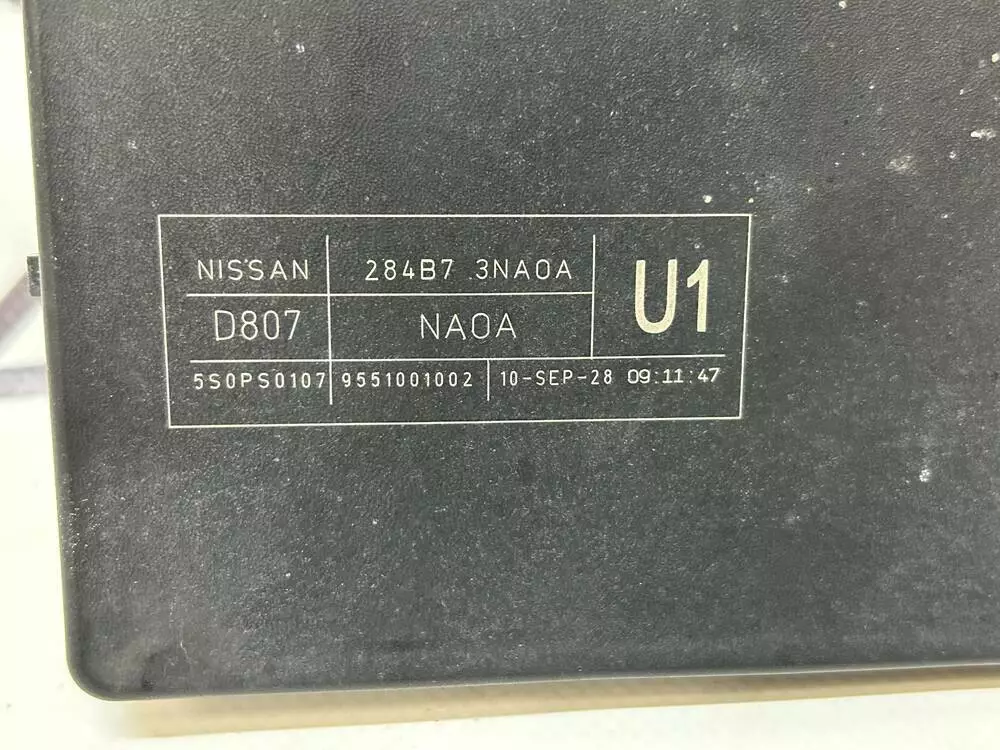 NISSAN 284B7 3NA0A U1
D807 NA0A
5S0PS0107 9551001002 10-SEP-28 09:11:47